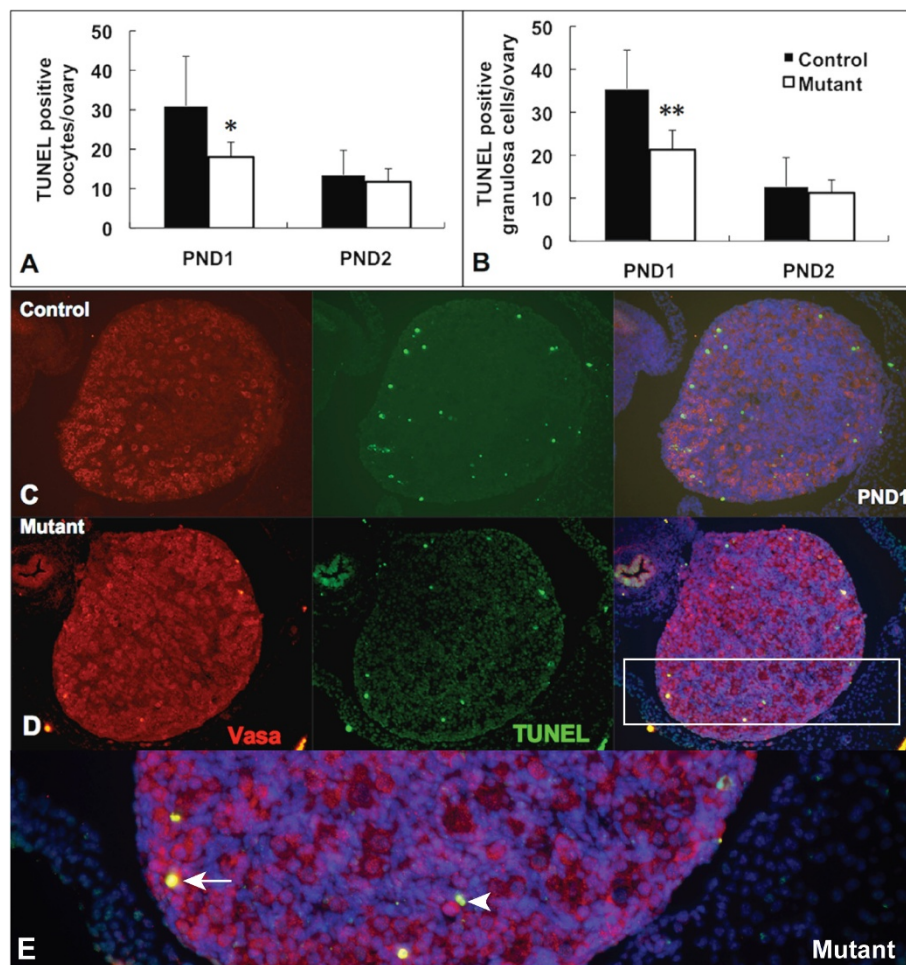 50
40
30
20
10
0
TUNEL positive
oocytes/ovary
*
PND1
PND2
A
50
40
30
20
10
0
TUNEL positive
granulosa cells/ovary
**
Control
Mutant
PND1
PND2
B
Control
C
PND1
Mutant
D
Vasa
TUNEL
E
Mutant